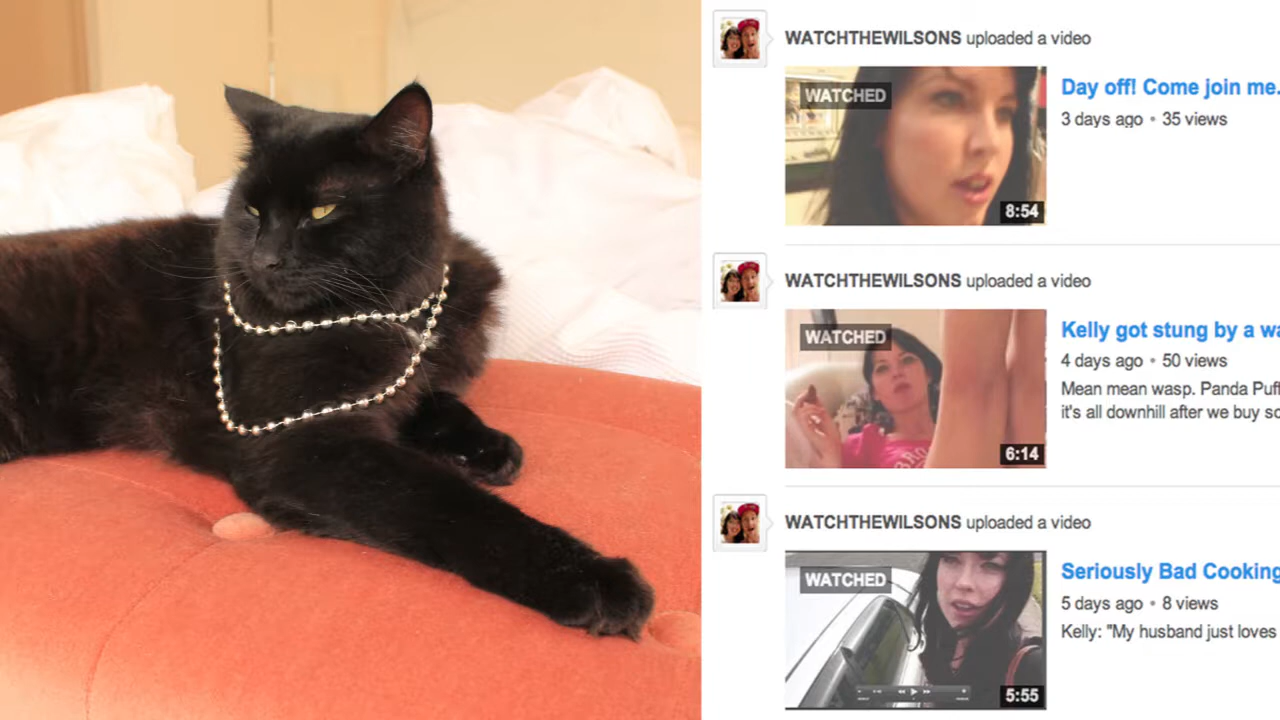 WATCHTHEWILSONS uploaded a video
WATCHED
8:54
Day off! Come join me.
3 days ago • 35 views
WATCHTHEWILSONS uploaded a video
WATCHED
6:14
Kelly got stung by a wa
4 days ago • 50 views
Mean mean wasp. Panda Puff
it's all downhill after we buy so
WATCHTHEWILSONS uploaded a video
WATCHED
5:55
Seriously Bad Cooking
5 days ago • 8 views
Kelly: "My husband just loves